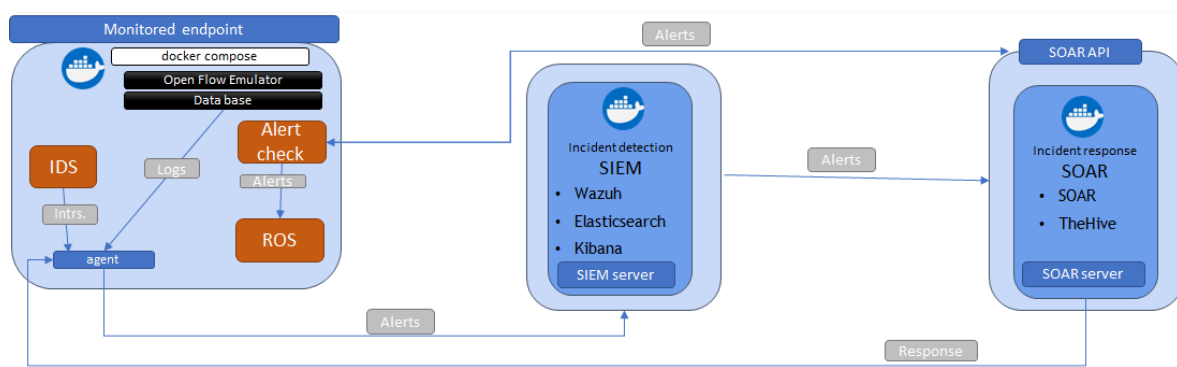 Monitored endpoint
docker compose
Open Flow Emulator
Data base
IDS
Logs
Alert
check
Alerts
Intrs.
ROS
agent
Alerts
Alerts
Incident detection
SIEM
• Wazuh
• Elasticsearch
• Kibana
SIEM server
Alerts
SOAR API
Incident response
SOAR
• SOAR
• TheHive
SOAR server
Response